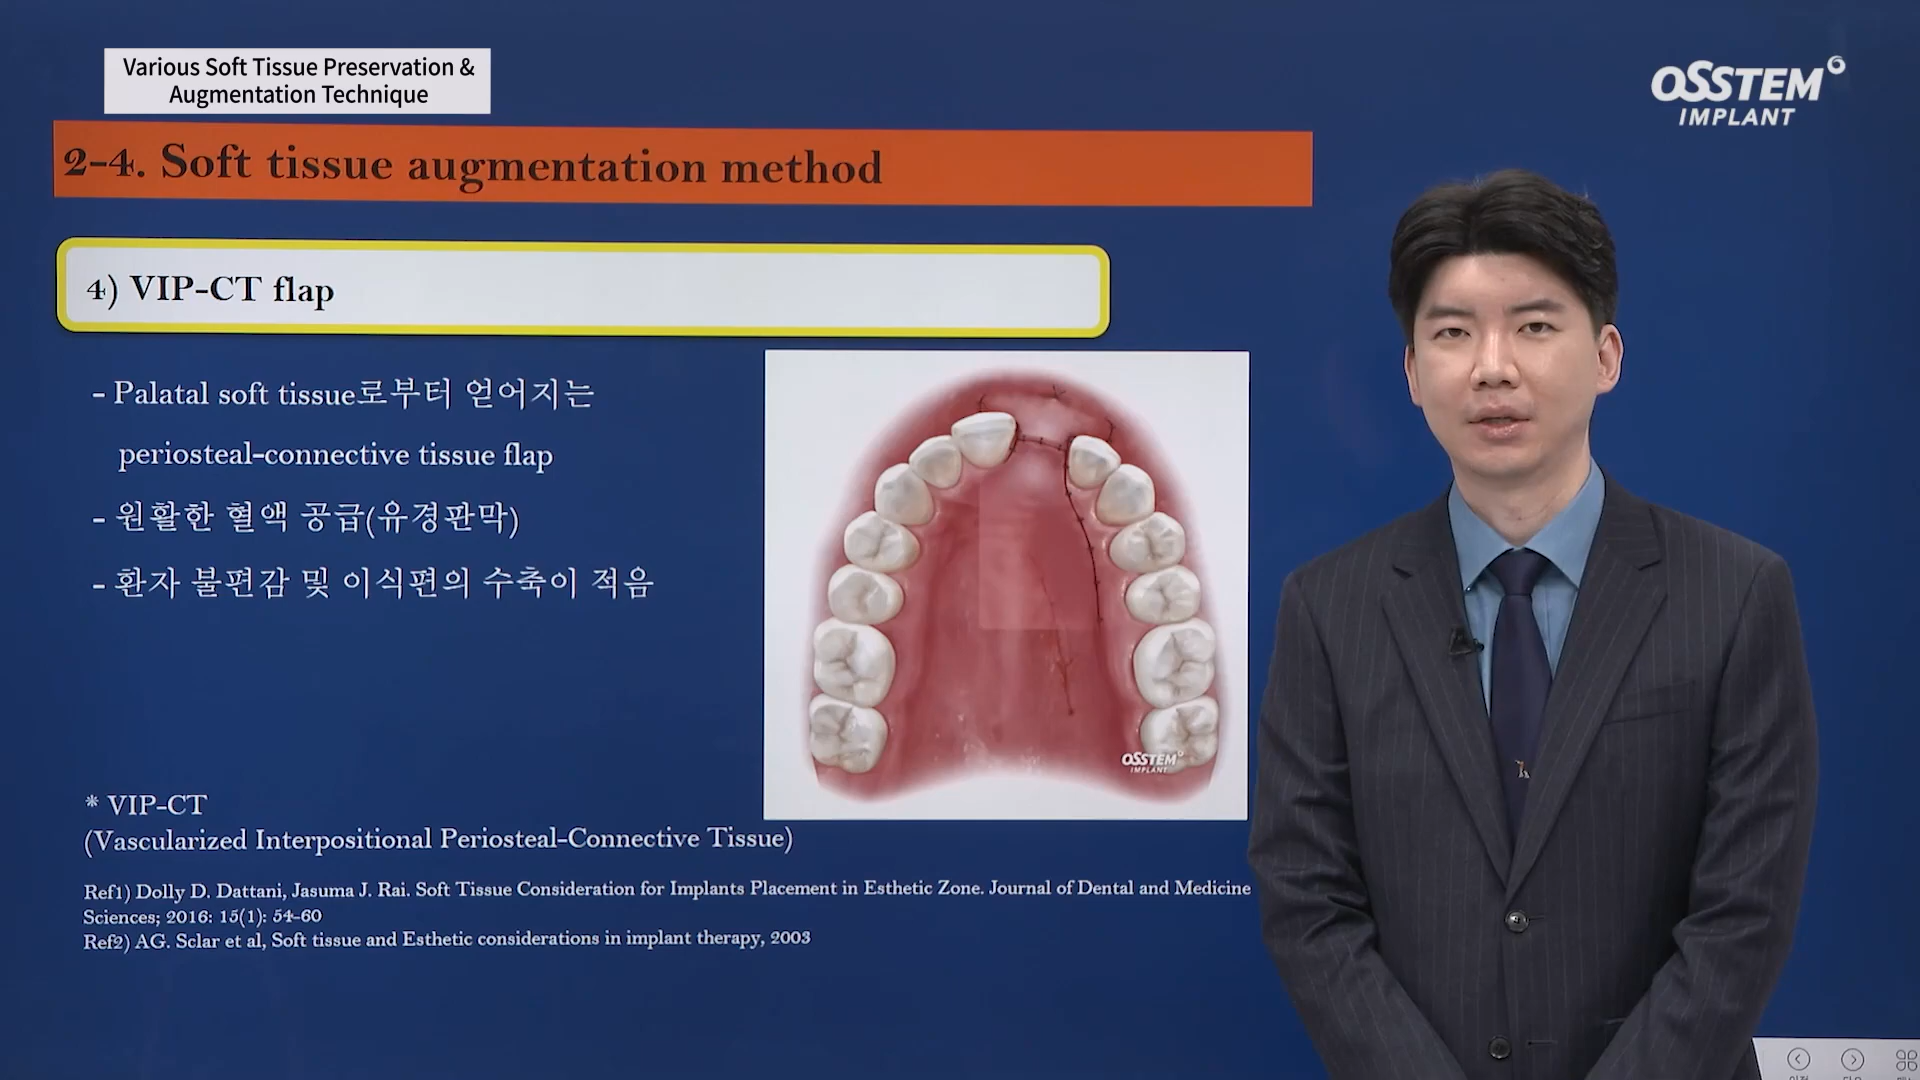 Various Soft Tissue Preservation &
Augmentation Technique
OSSTEM
IMPLANT
2-4. Soft tissue augmentation method
4) VIP-CT flap
- Palatal soft tissue로부터 얻어지는
periosteal-connective tissue flap
- 원활한 혈액 공급(유경판막)
- 환자 불편감 및 이식편의 수축이 적음
OSSTEM
IMPLANT
* VIP-CT
(Vascularized Interpositional Periosteal-Connective Tissue)
Ref1) Dolly D. Dattani, Jasuma J. Rai. Soft Tissue Consideration for Implants Placement in Esthetic Zone. Journal of Dental and Medicine
Sciences; 2016: 15(1): 54-60
Ref2) AG. Sclar et al, Soft tissue and Esthetic considerations in implant therapy, 2003